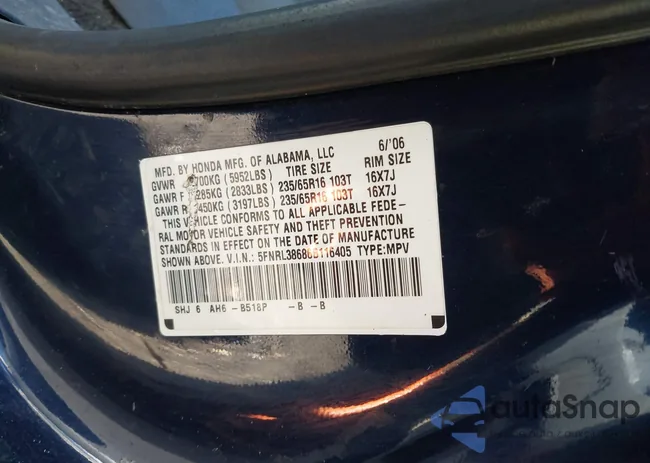 MFD. BY HONDA MFG. OF ALABAMA, LLC 6/'06
GVWR 2700KG (5952LBS) TIRE SIZE RIM SIZE
GAWR F 1285KG (2833LBS) 235/65R16 103T 16X7J
GAWR R 1450KG (3197LBS) 235/65R16 103T 16X7J
THIS VEHICLE CONFORMS TO ALL APPLICABLE FEDE-
RAL MOTOR VEHICLE SAFETY AND THEFT PREVENTION
STANDARDS IN EFFECT ON THE DATE OF MANUFACTURE
SHOWN ABOVE. V.I.N.: TYPE:MPV
SHJ 6 AH6 -B518P -B -B
autoSnap